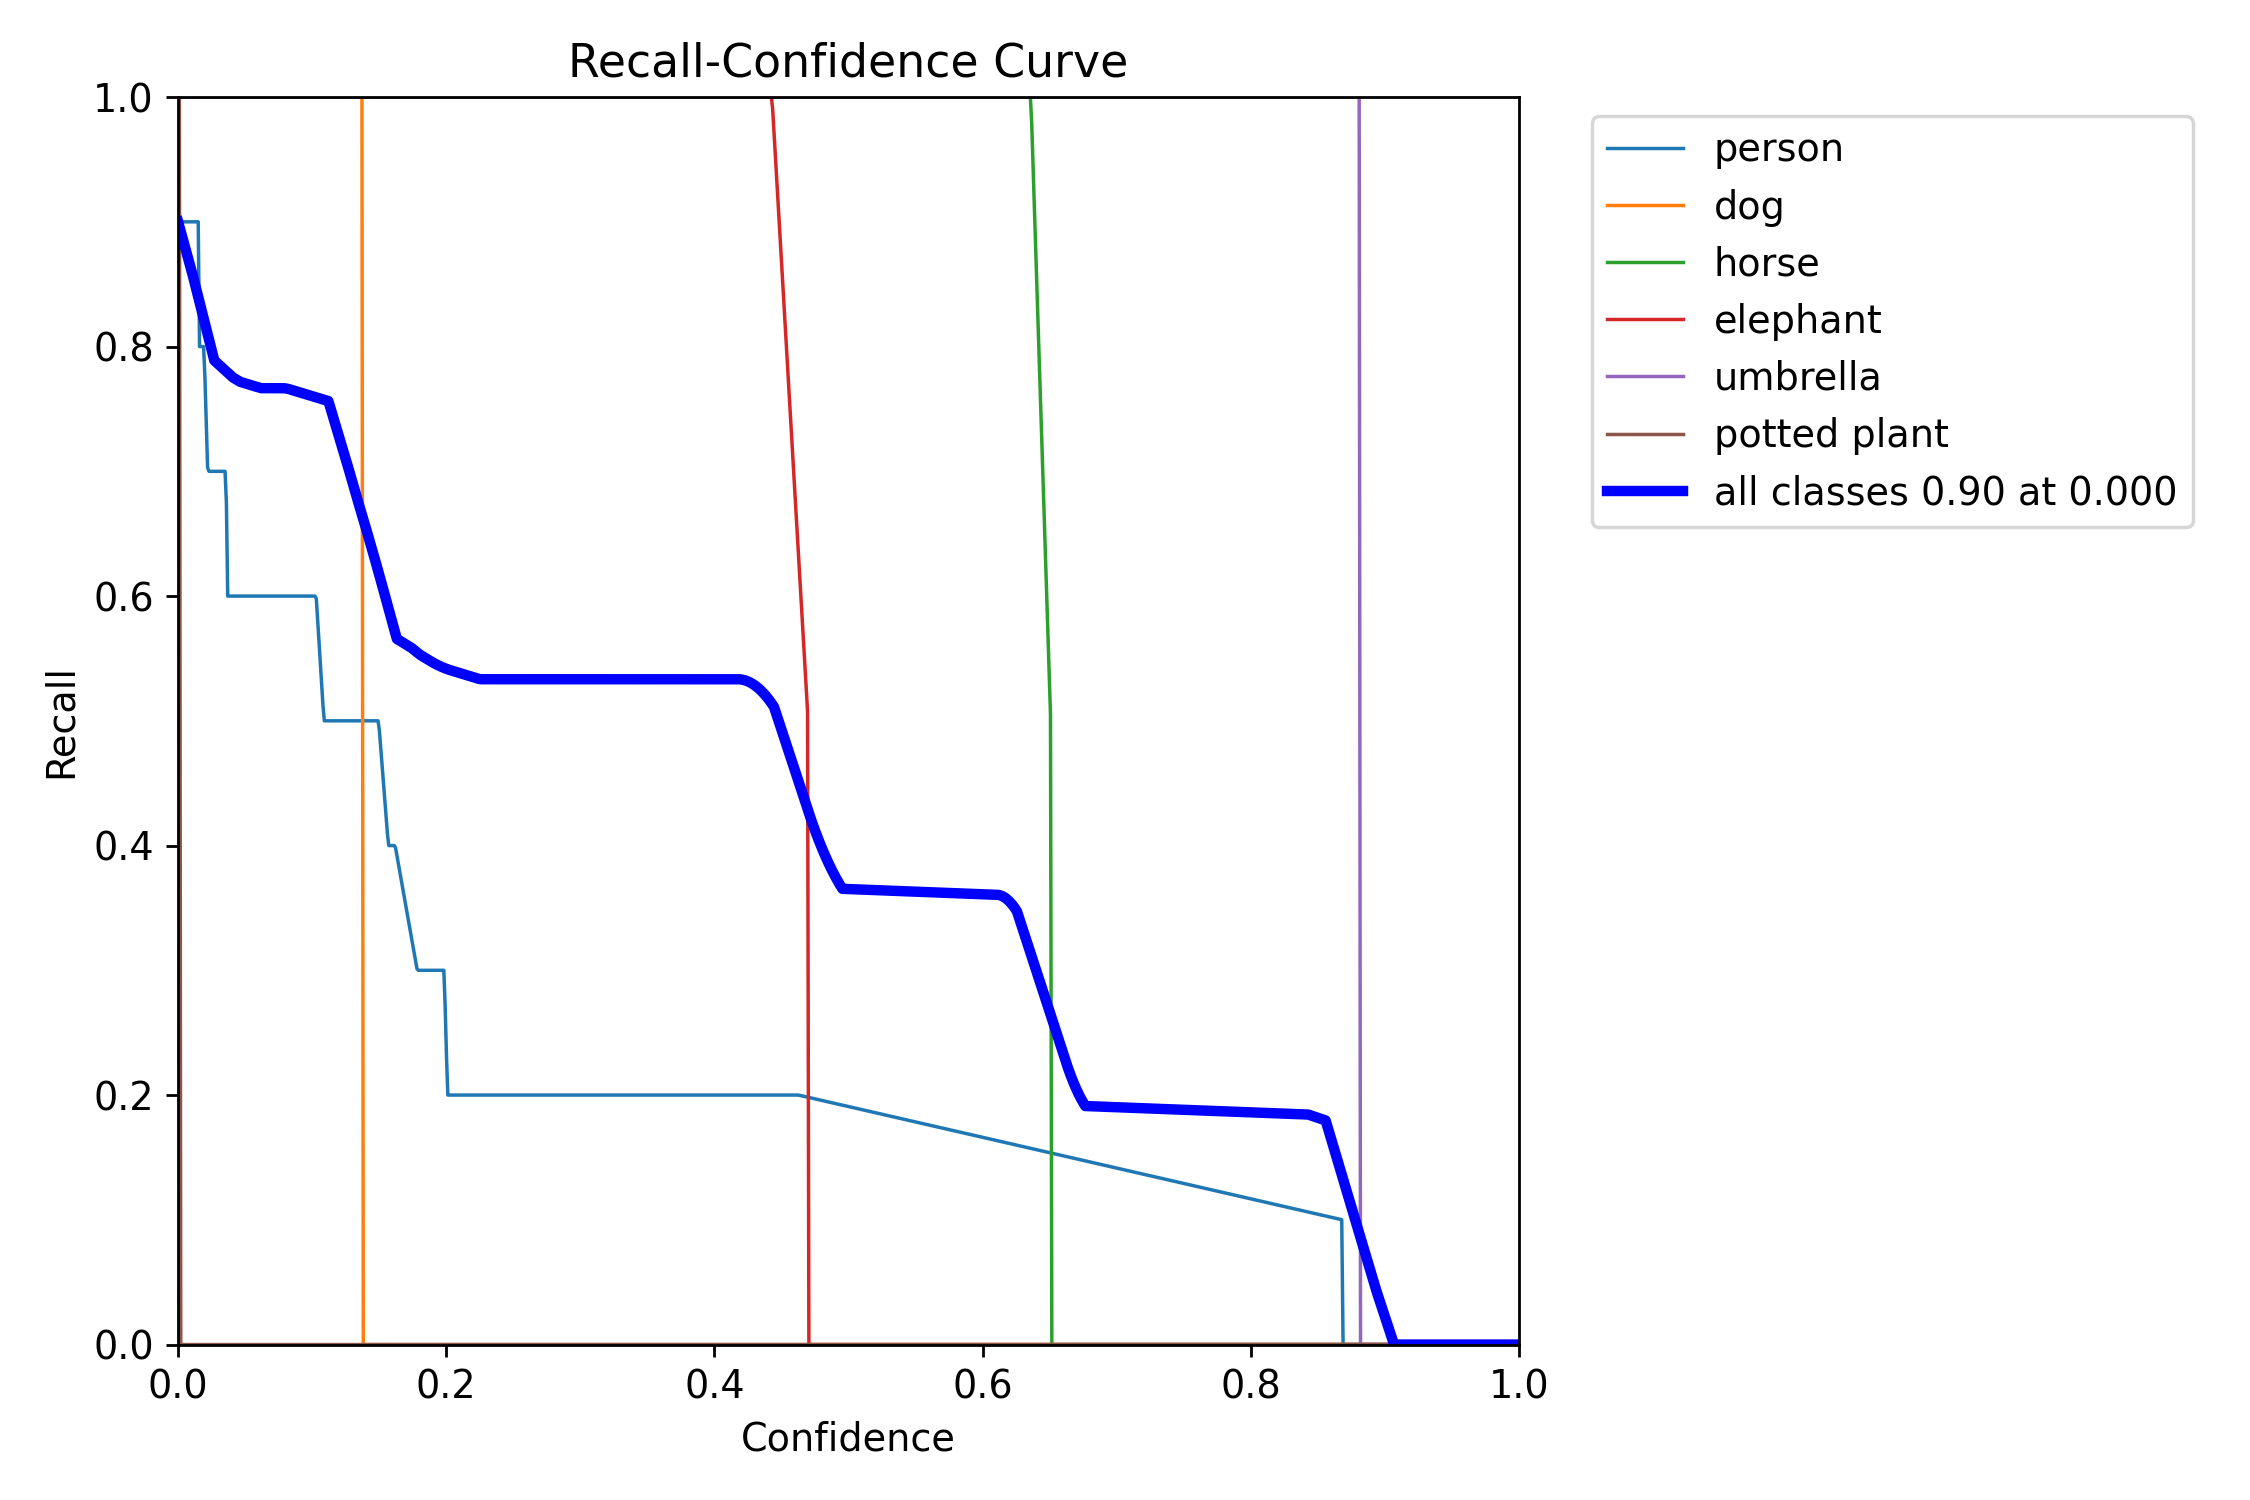 Recall-Confidence Curve
1.0
0.8
0.6
0.4
0.2
0.0
Recall
0.0 0.2 0.4 0.6 0.8 1.0
Confidence
person
dog
horse
elephant
umbrella
potted plant
all classes 0.90 at 0.000